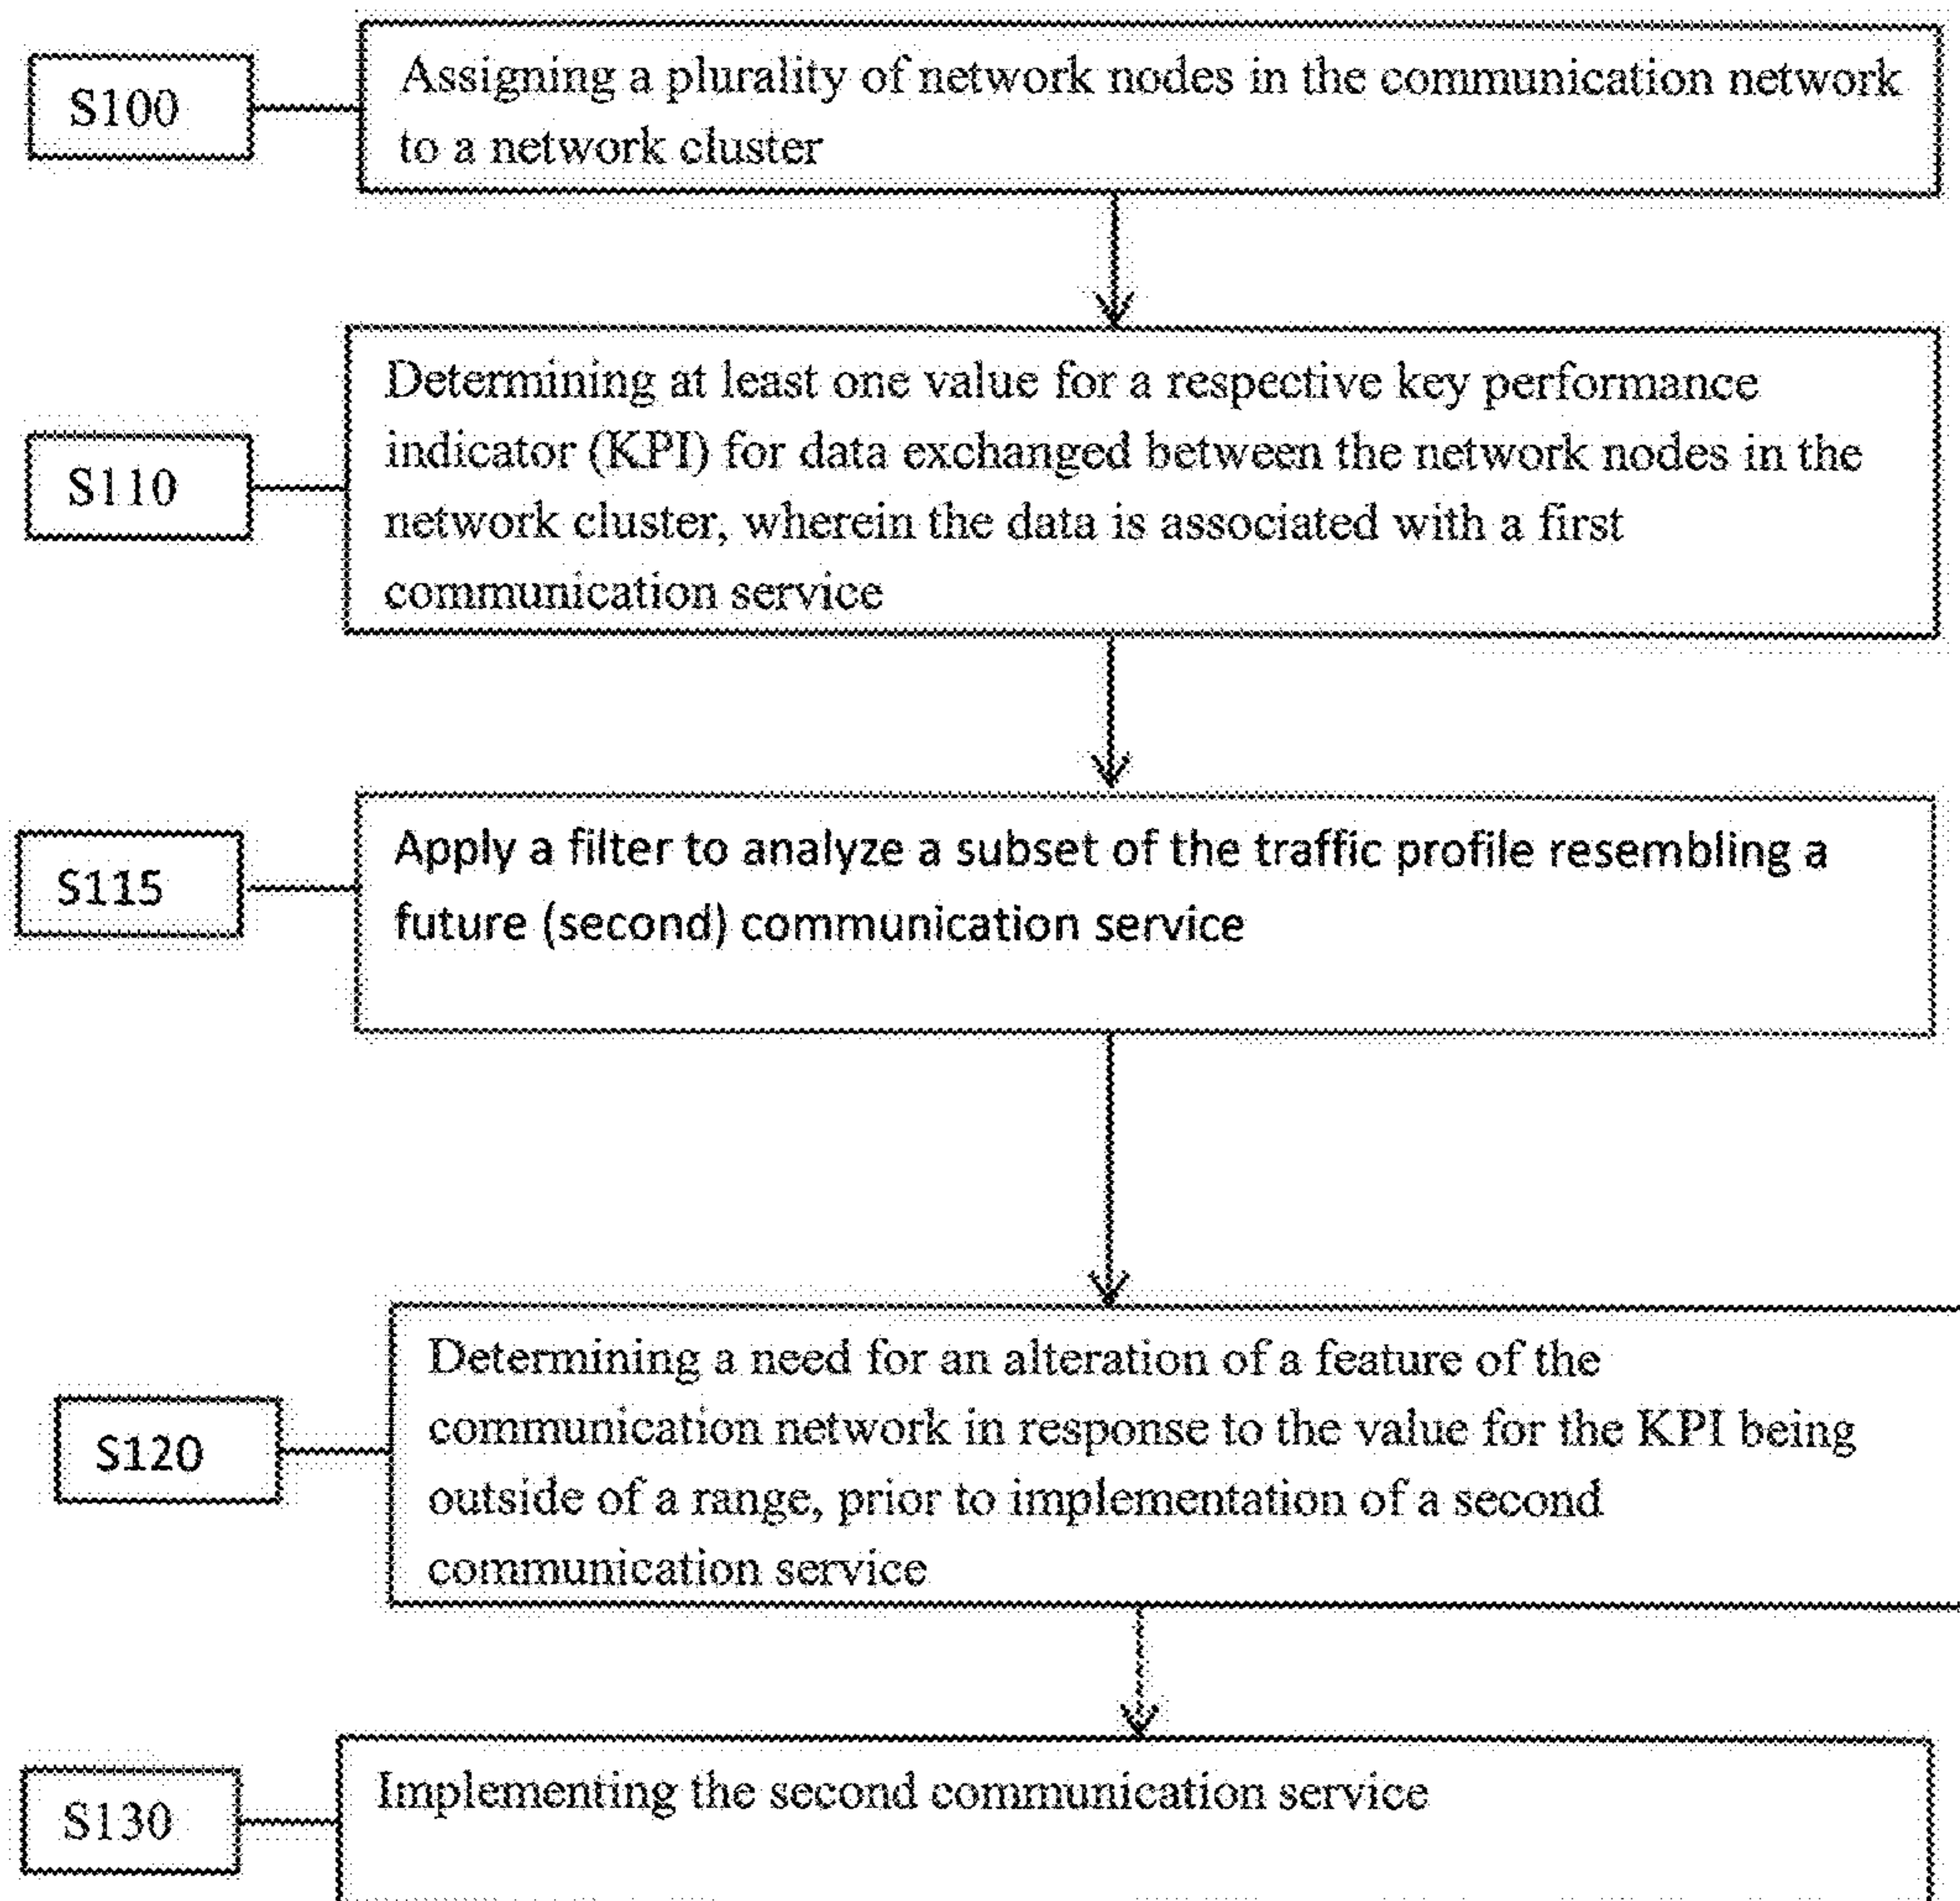 S100
Assigning a plurality of network nodes in the communication network
to a network cluster
S110
Determining at least one value for a respective key performance
indicator (KPI) for data exchanged between the network nodes in the
network cluster, wherein the data is associated with a first
communication service
S115
Apply a filter to analyze a subset of the traffic profile resembling a
future (second) communication service
S120
Determining a need for an alteration of a feature of the
communication network in response to the value for the KPI being
outside of a range, prior to implementation of a second
communication service
S130
Implementing the second communication service